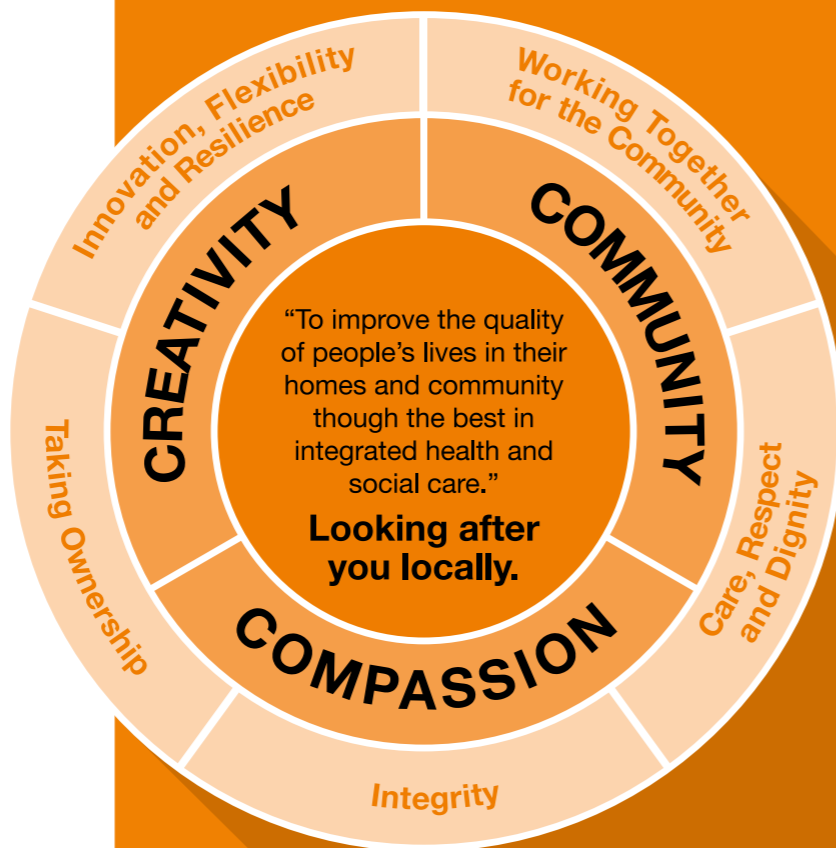 Innovation, Flexibility
and Resilience
Working Together
for the Community
CREATIVITY
COMMUNITY
“To improve the quality
of people’s lives in their
homes and community
though the best in
integrated health and
social care.”
Looking after
you locally.
Taking Ownership
Care, Respect
and Dignity
COMPASSION
Integrity